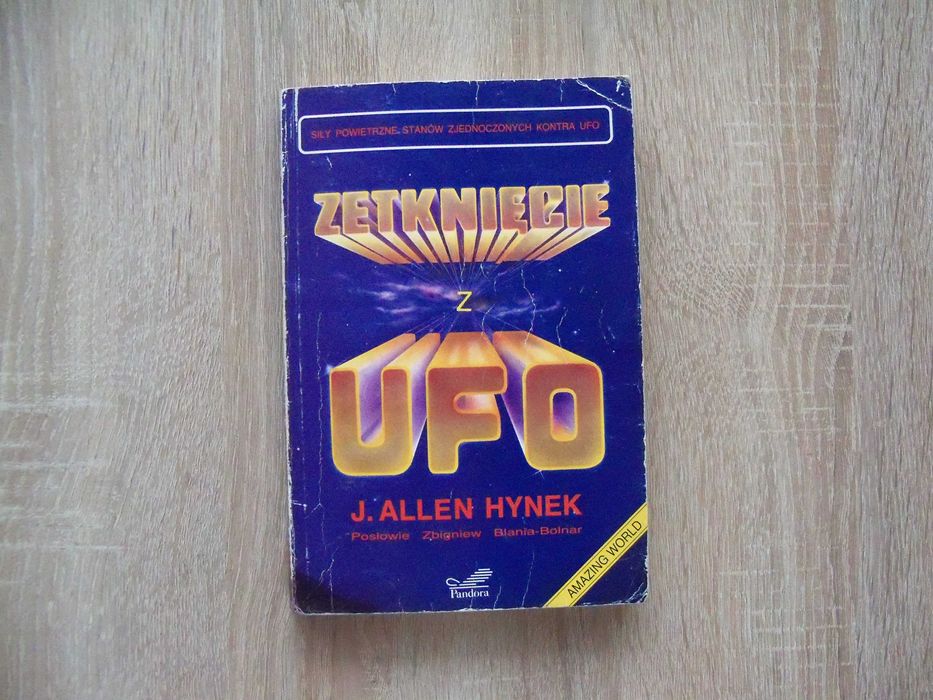 SIŁY POWIETRZNE STANÓW ZJEDNOCZONYCH KONTRA UFO
ZETKNIĘCIE
Z
UFO
J. ALLEN HYNEK
Posłowie Zbigniew Blania-Bolnar
AMAZING WORLD
Pandora